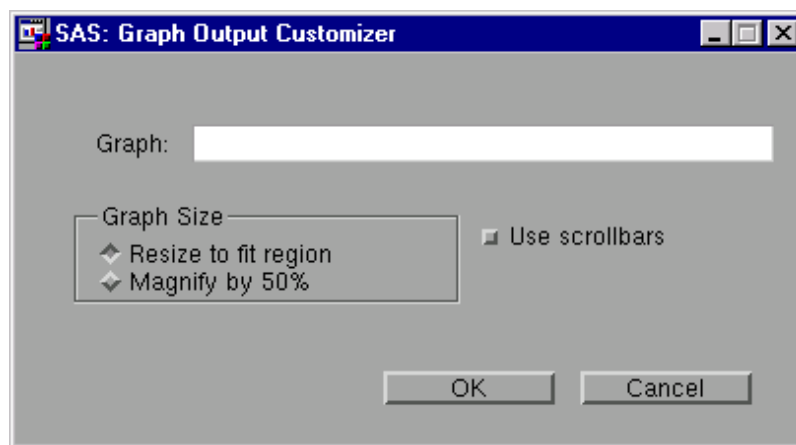 SAS: Graph Output Customizer
Graph:
Graph Size
Resize to fit region
Magnify by 50%
Use scrollbars
OK
Cancel